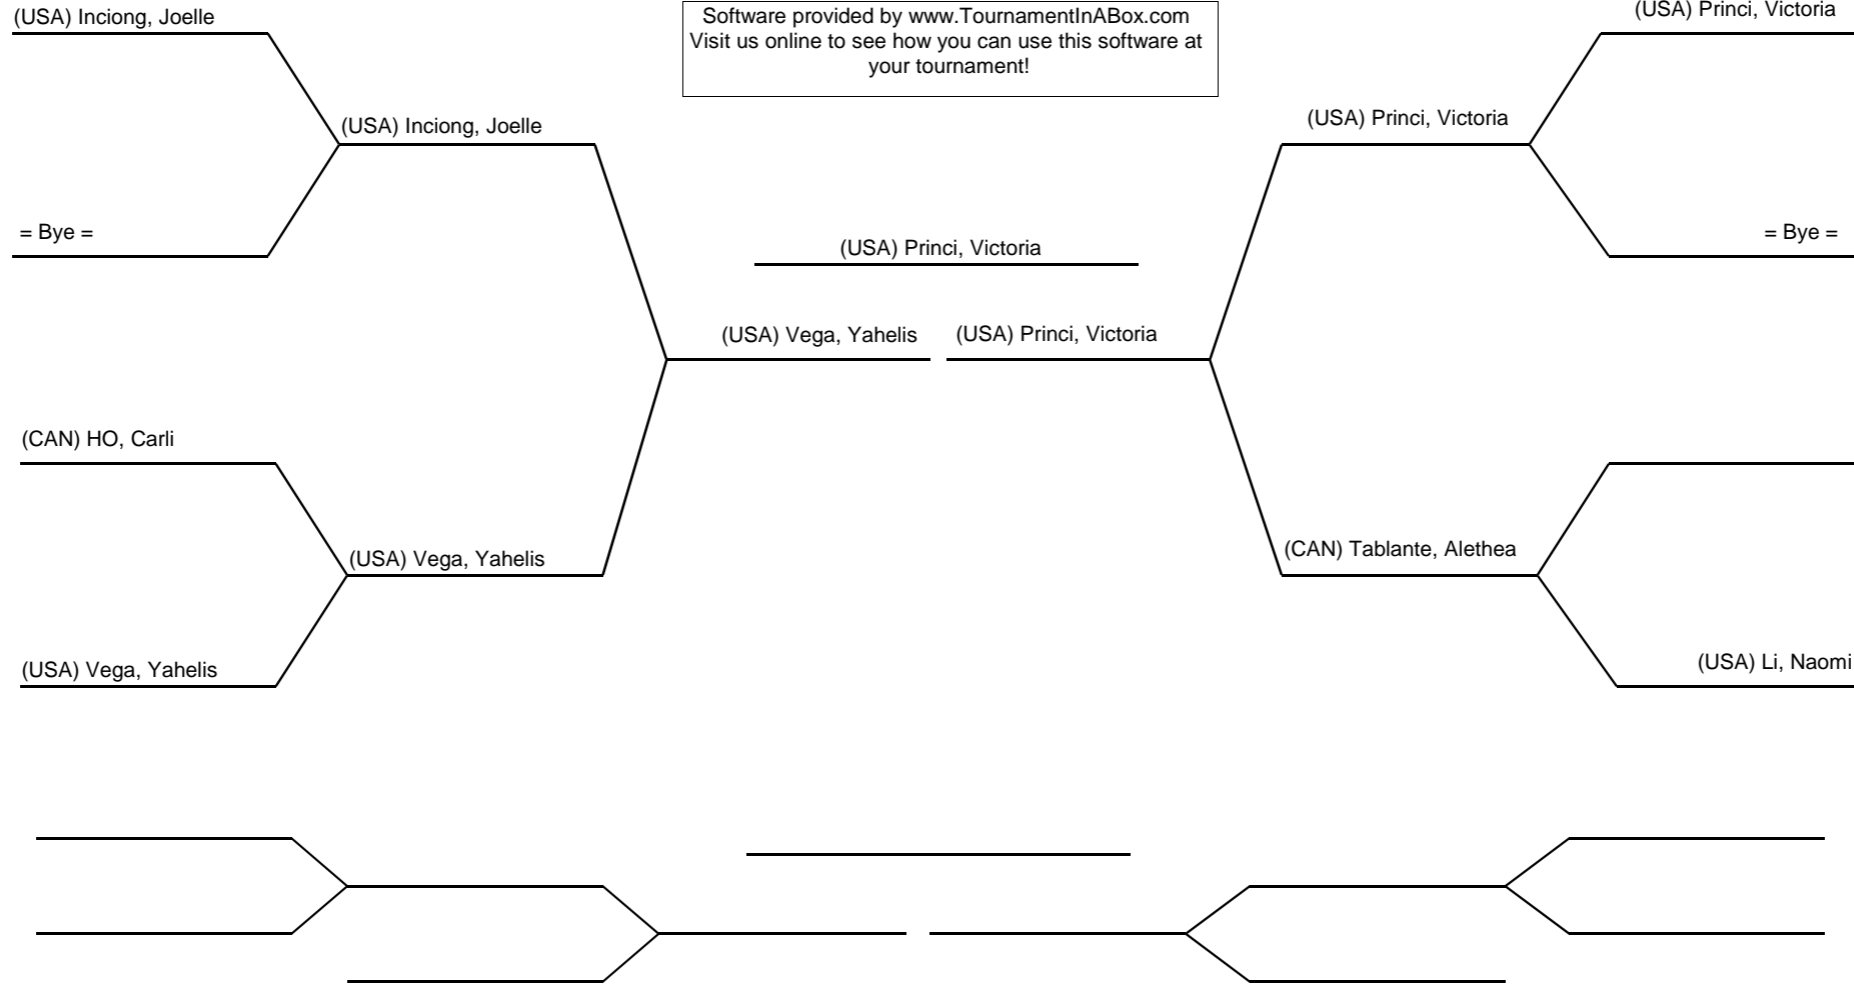 (USA) Inciong, Joelle
Software provided by www.TournamentInABox.com
Visit us online to see how you can use this software at
your tournament!
(USA) Princi, Victoria
(USA) Inciong, Joelle
(USA) Princi, Victoria
= Bye =
= Bye =
(USA) Princi, Victoria
(USA) Vega, Yahelis
(USA) Princi, Victoria
(CAN) HO, Carli
(USA) Vega, Yahelis
(CAN) Tablante, Alethea
(USA) Vega, Yahelis
(USA) Li, Naomi